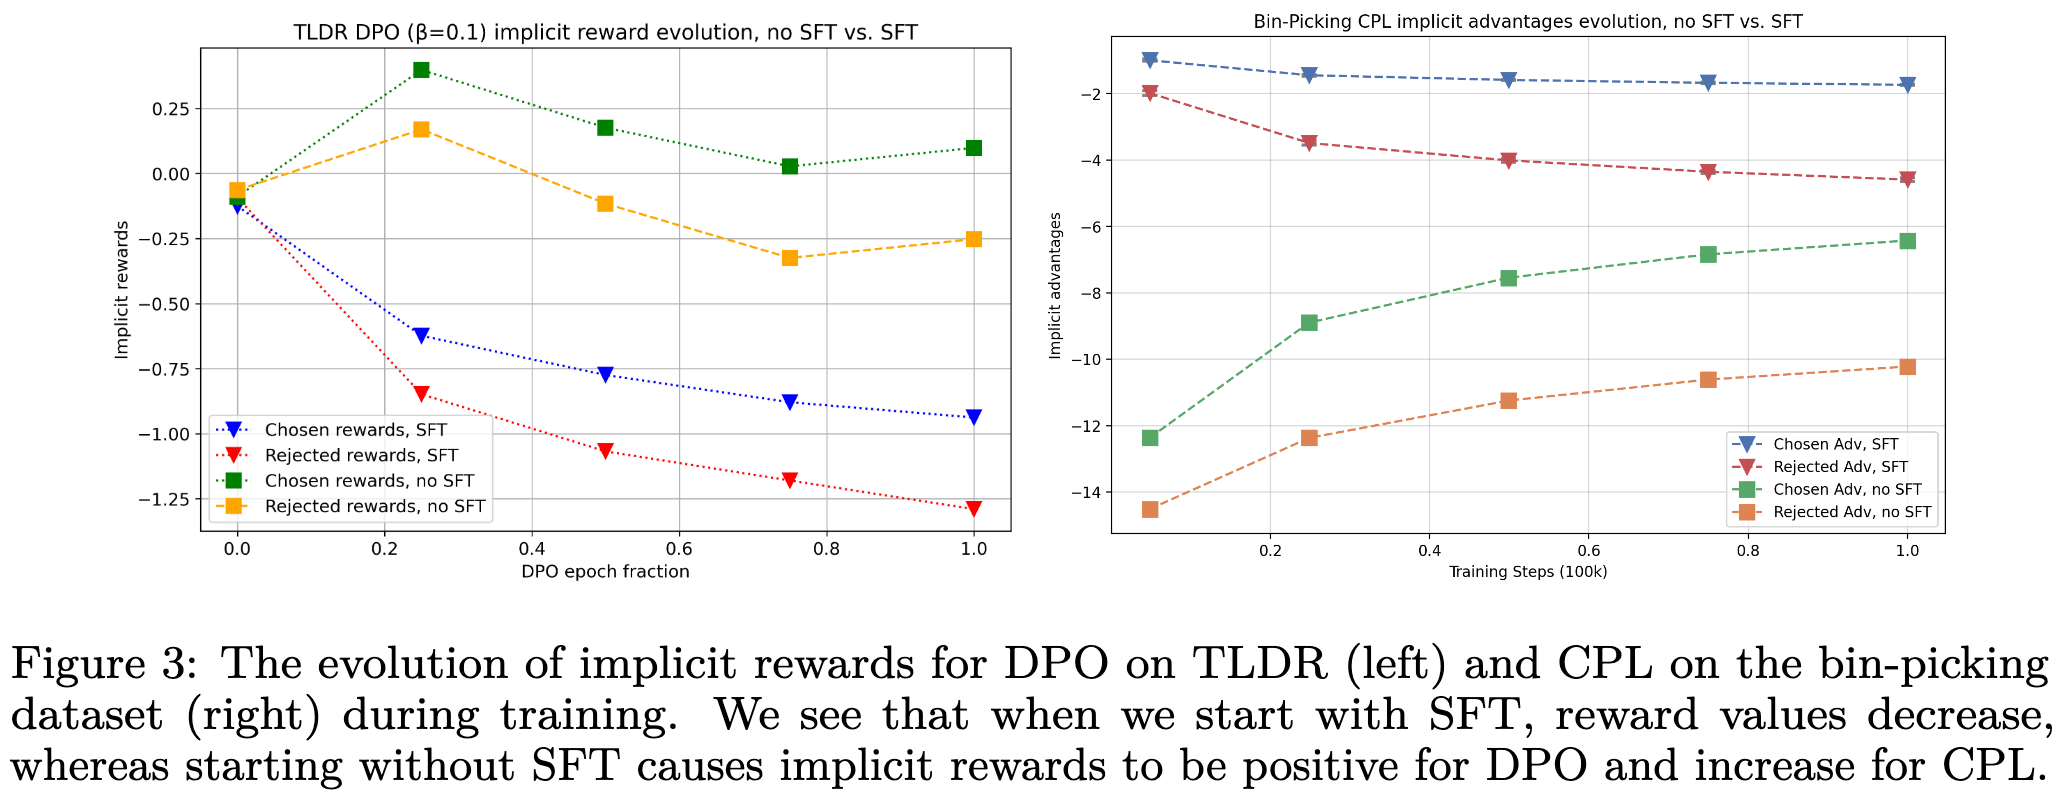 TLDR DPO (β=0.1) implicit reward evolution, no SFT vs. SFT
0.25
0.00
−0.25
−0.50
−0.75
−1.00
−1.25
Implicit rewards
Chosen rewards, SFT
Rejected rewards, SFT
Chosen rewards, no SFT
Rejected rewards, no SFT
0.0 0.2 0.4 0.6 0.8 1.0
DPO epoch fraction
Bin-Picking CPL implicit advantages evolution, no SFT vs. SFT
−2
−4
−6
−8
−10
−12
−14
Implicit advantages
Chosen Adv, SFT
Rejected Adv, SFT
Chosen Adv, no SFT
Rejected Adv, no SFT
0.2 0.4 0.6 0.8 1.0
Training Steps (100k)
Figure 3: The evolution of implicit rewards for DPO on TLDR (left) and CPL on the bin-picking
dataset (right) during training. We see that when we start with SFT, reward values decrease,
whereas starting without SFT causes implicit rewards to be positive for DPO and increase for CPL.